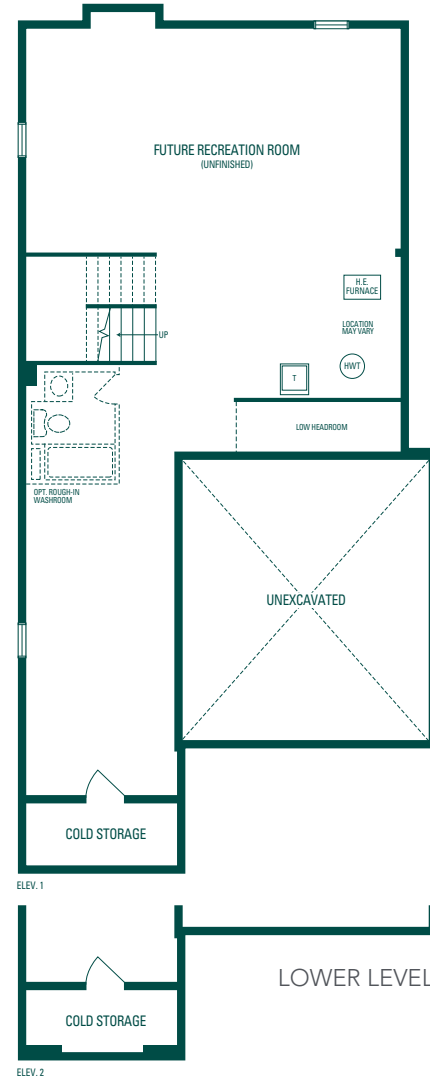 FUTURE RECREATION ROOM
(UNFINISHED)
H.E.
FURNACE
UP
LOCATION
MAY VARY
HWT
T
LOW HEADROOM
OPT. ROUGH-IN
WASHROOM
UNEXCAVATED
COLD STORAGE
ELEV. 1
LOWER LEVEL
COLD STORAGE
ELEV. 2